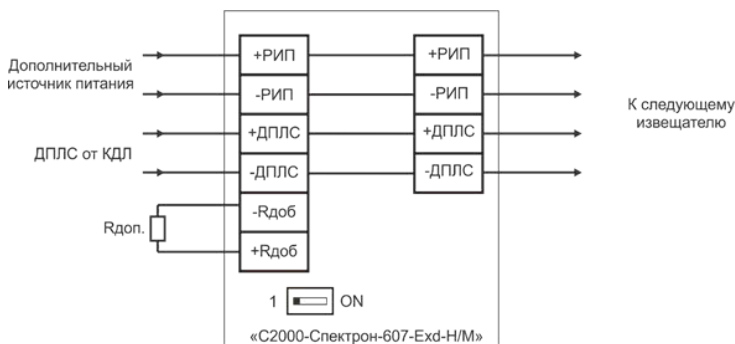 Дополнительный
источник питания
ДПЛС от КДЛ
Rдоп.
+РИП
-РИП
+ДПЛС
-ДПЛС
-Rдоб
+Rдоб
+РИП
-РИП
+ДПЛС
-ДПЛС
К следующему
извещателю
1 ON
«С2000-Спектрон-607-Exd-Н/М»